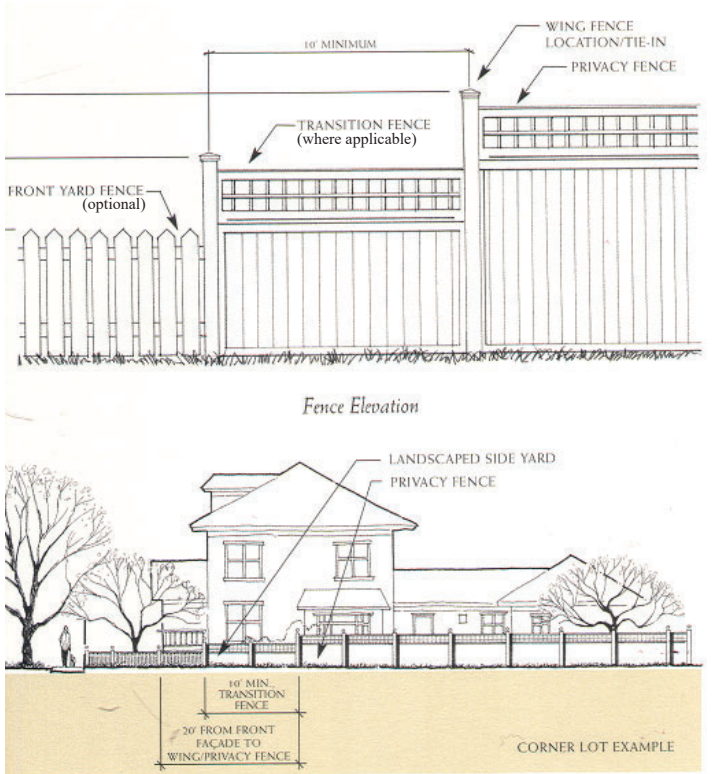 WING FENCE
LOCATION/TIE-IN
10' MINIMUM
PRIVACY FENCE
TRANSITION FENCE
(where applicable)
FRONT YARD FENCE
(optional)
Fence Elevation
LANDSCAPED SIDE YARD
PRIVACY FENCE
10' MIN.
TRANSITION
FENCE
20' FROM FRONT
FAÇADE TO
WING/PRIVACY FENCE
CORNER LOT EXAMPLE